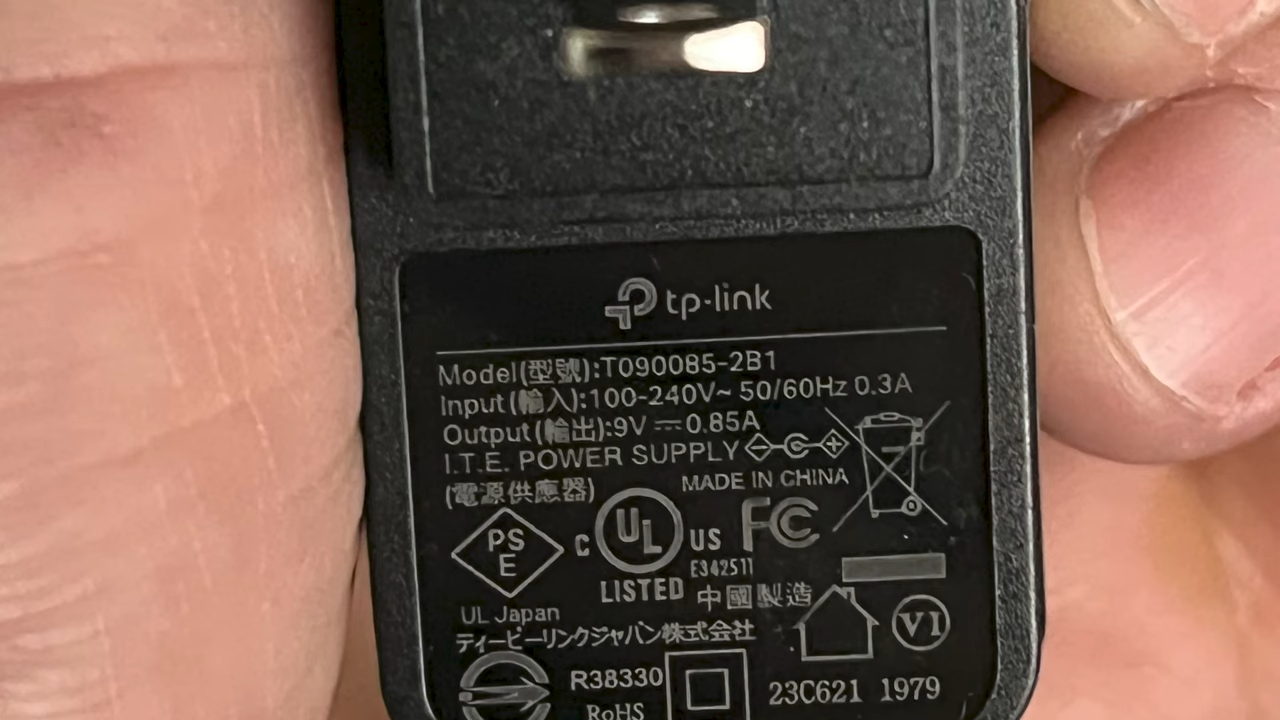 tp-link
Model(型號):T090085-2B1
Input(輸入):100-240V~ 50/60Hz 0.3A
Output(輸出):9V⎓0.85A
I.T.E. POWER SUPPLY
(電源供應器)
MADE IN CHINA
PS
E
C UL US
LISTED
E342511
FC
中國製造
UL Japan
ティーピーリンクジャパン株式会社
VI
R38330
RoHS
23C621 1979